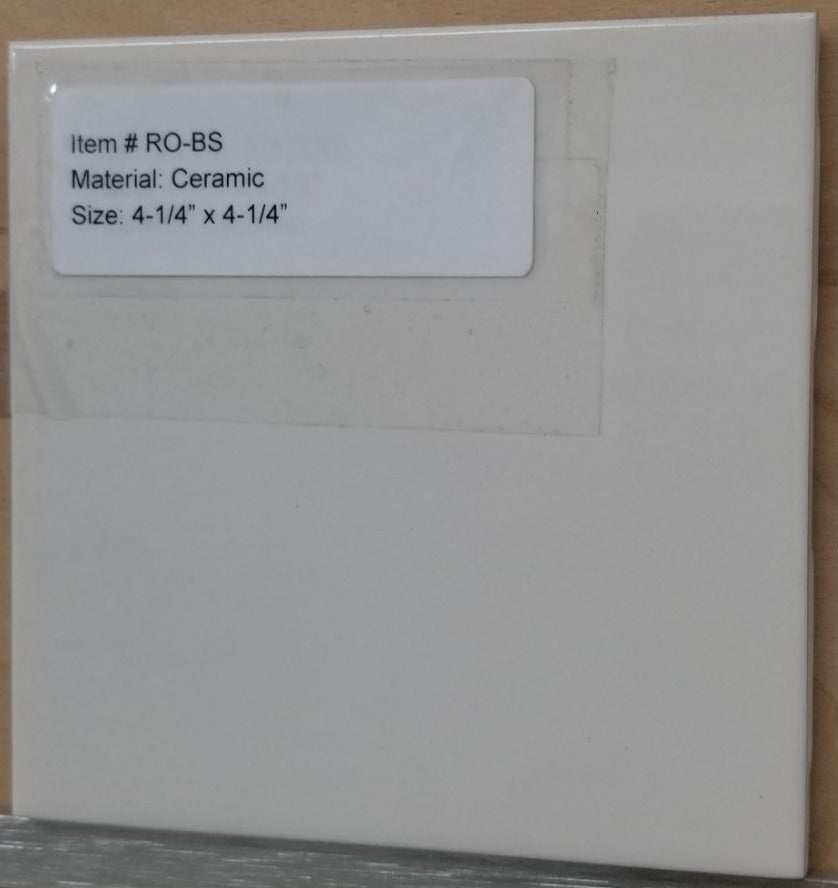 Item # RO-BS
Material: Ceramic
Size: 4-1/4” x 4-1/4”